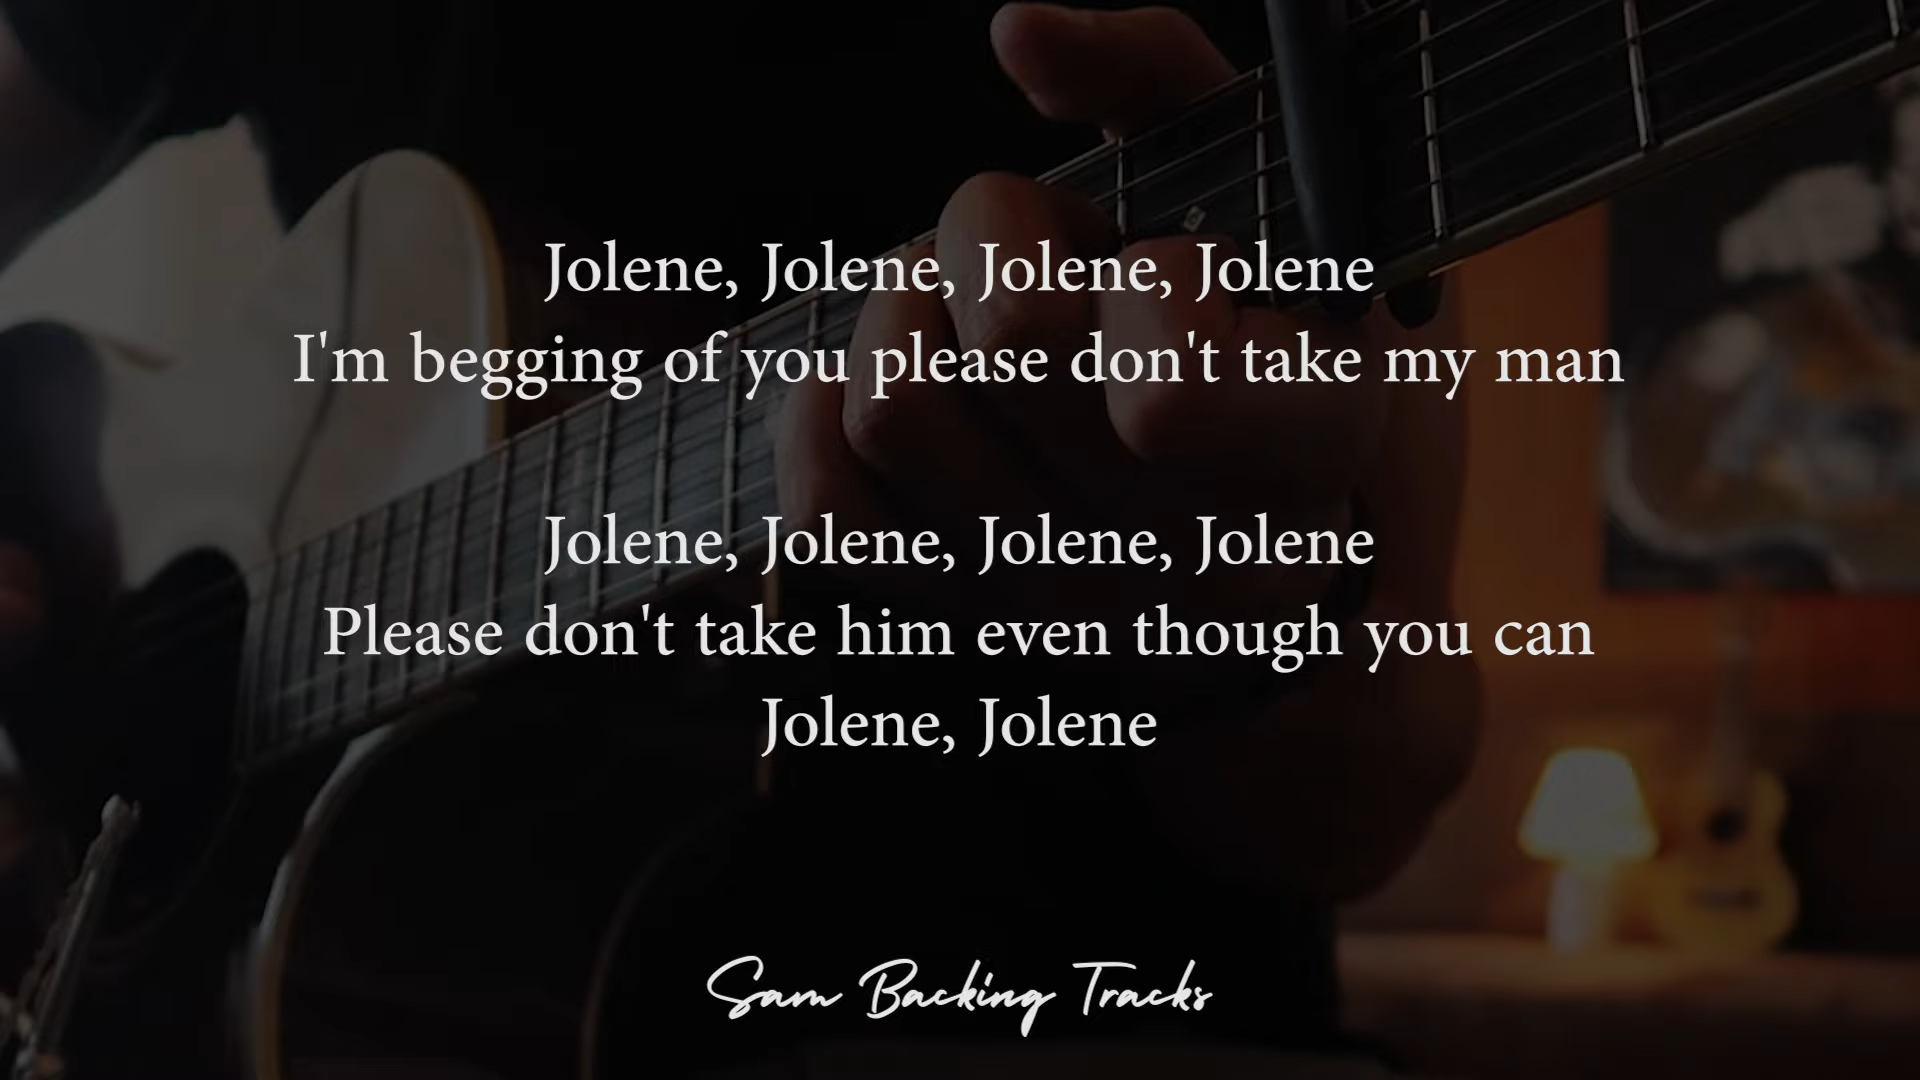 Jolene, Jolene, Jolene, Jolene
I'm begging of you please don't take my man
Jolene, Jolene, Jolene, Jolene
Please don't take him even though you can
Jolene, Jolene
Sam Backing Tracks